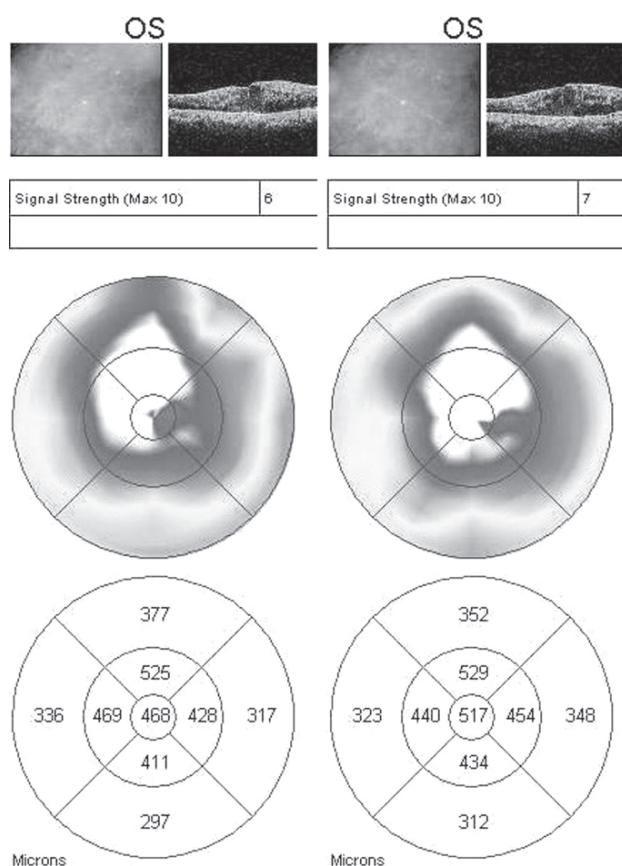 OS
OS
Signal Strength (Max 10) 6
Signal Strength (Max 10) 7
377
525
336 469 468 428 317
411
297
Microns
352
529
323 440 517 454 348
434
312
Microns